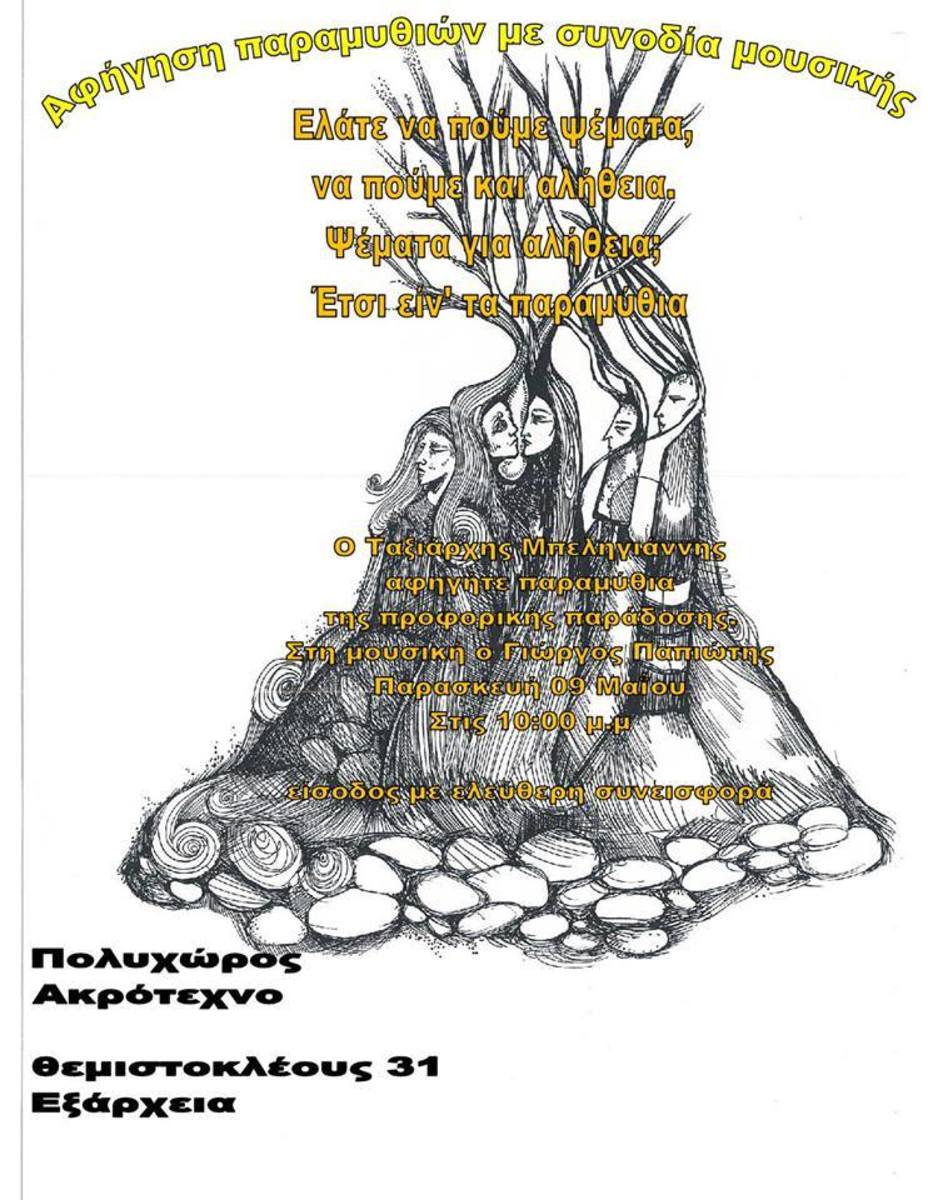 Αφήγηση παραμυθιών με συνοδία μουσικής
Ελάτε να πούμε ψέματα,
να πούμε και αλήθεια.
Ψέματα για αλήθεια;
Έτσι είν' τα παραμύθια
Ο Ταξιάρχης Μπεληγιάννης
αφηγήτε παραμύθια
της προφορικής παράδοσης.
Στη μουσική ο Γιώργος Παπιώτης
Παρασκευή 09 Μαΐου
Στις 10:00 μ.μ
είσοδος με ελεύθερη συνεισφορά
Πολυχώρος
Ακρότεχνο
θεμιστοκλέους 31
Εξάρχεια